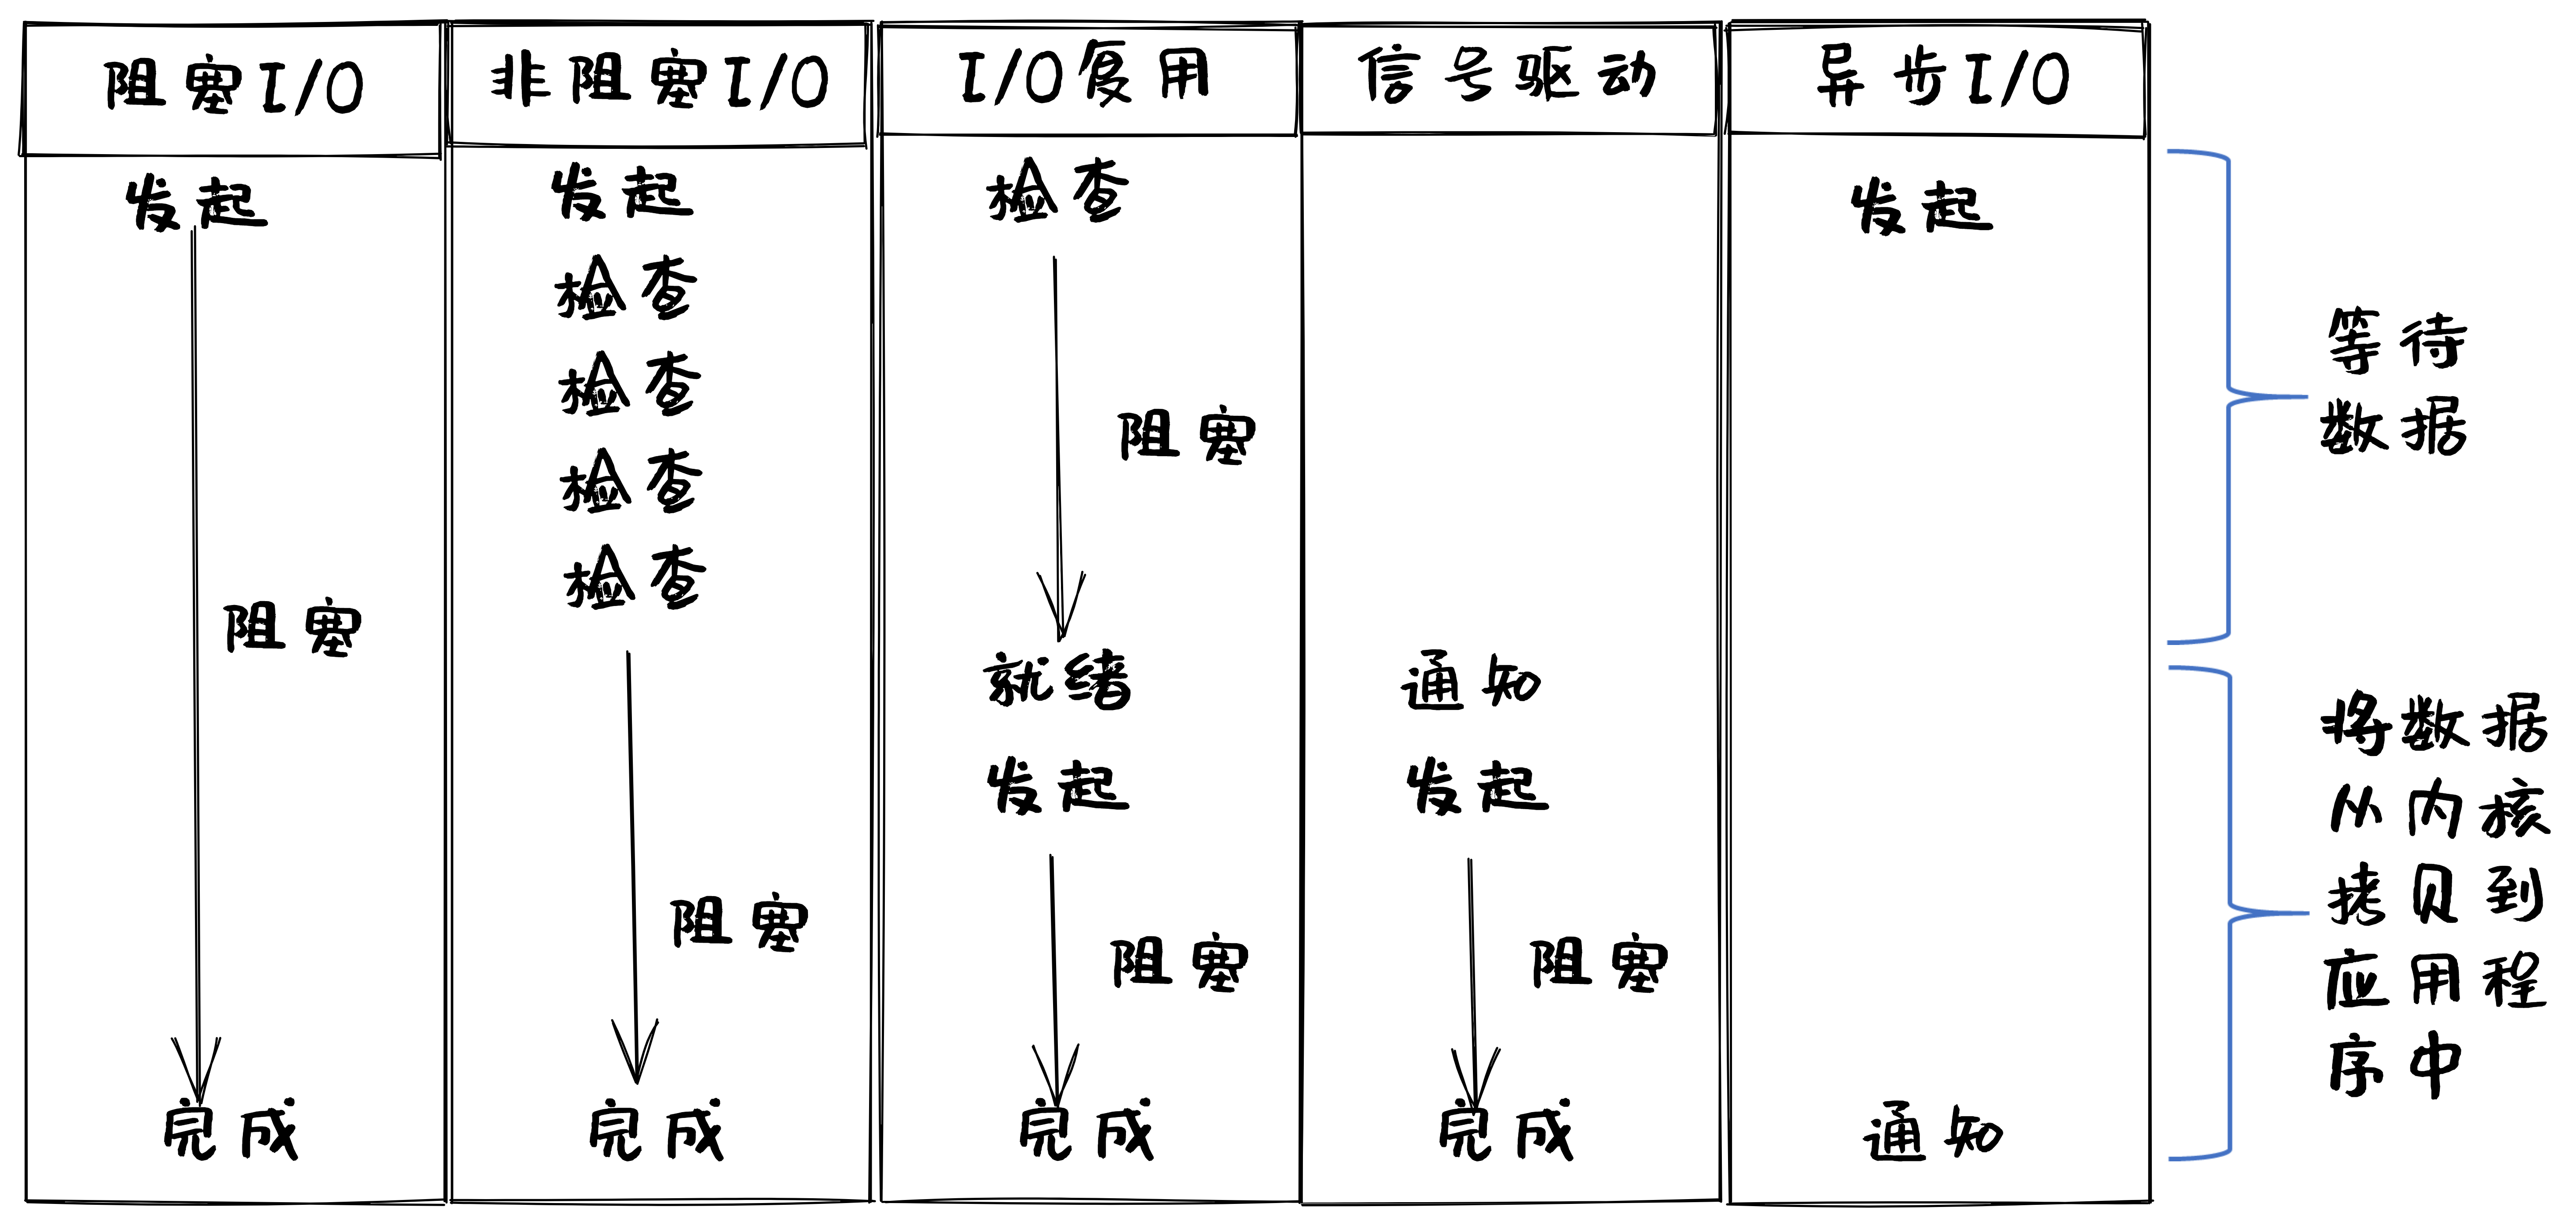 阻塞I/O
发起
阻塞
完成
非阻塞I/O
发起
检查
检查
检查
检查
阻塞
完成
I/O复用
检查
阻塞
就绪
发起
阻塞
完成
信号驱动
通知
发起
阻塞
完成
异步I/O
发起
通知
等待
数据
将数据
从内核
拷贝到
应用程
序中